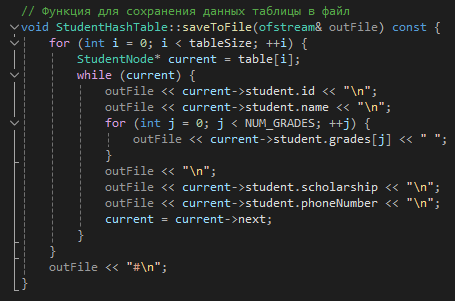 // Функция для сохранения данных таблицы в файл
void StudentHashTable::saveToFile(ofstream& outFile) const {
    for (int i = 0; i < tableSize; ++i) {
        StudentNode* current = table[i];
        while (current) {
            outFile << current->student.id << "\n";
            outFile << current->student.name << "\n";
            for (int j = 0; j < NUM_GRADES; ++j) {
                outFile << current->student.grades[j] << " ";
            }
            outFile << "\n";
            outFile << current->student.scholarship << "\n";
            outFile << current->student.phoneNumber << "\n";
            current = current->next;
        }
    }
    outFile << "#\n";
}